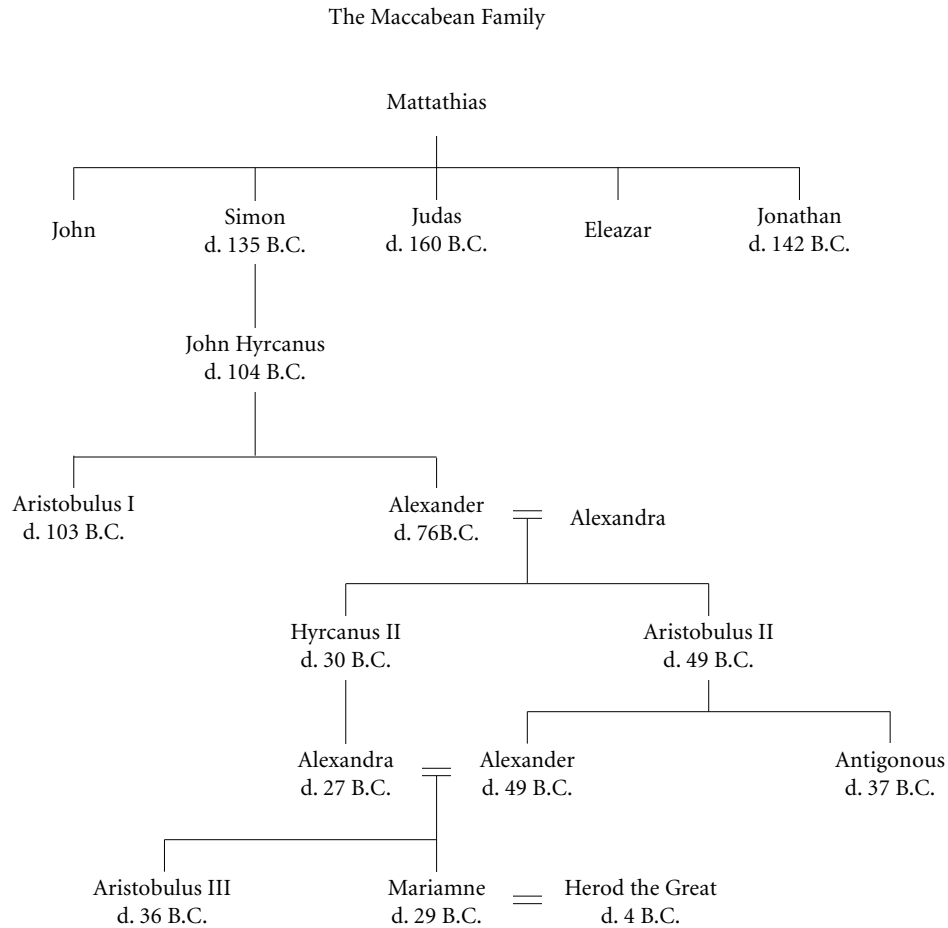 The Maccabean Family
Mattathias
John
Simon
d. 135 B.C.
Judas
d. 160 B.C.
Eleazar
Jonathan
d. 142 B.C.
John Hyrcanus
d. 104 B.C.
Aristobulus I
d. 103 B.C.
Alexander
d. 76B.C.
Alexandra
Hyrcanus II
d. 30 B.C.
Aristobulus II
d. 49 B.C.
Alexandra
d. 27 B.C.
Alexander
d. 49 B.C.
Antigonous
d. 37 B.C.
Aristobulus III
d. 36 B.C.
Mariamne
d. 29 B.C.
Herod the Great
d. 4 B.C.